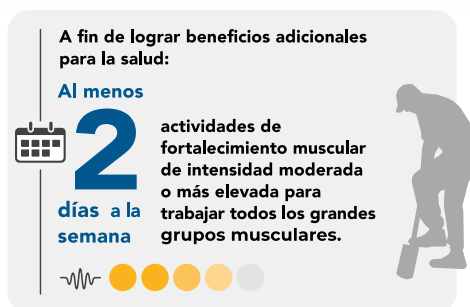 A fin de lograr beneficios adicionales
para la salud:
Al menos
2
días a la
semana
actividades de
fortalecimiento muscular
de intensidad moderada
o más elevada para
trabajar todos los grandes
grupos musculares.